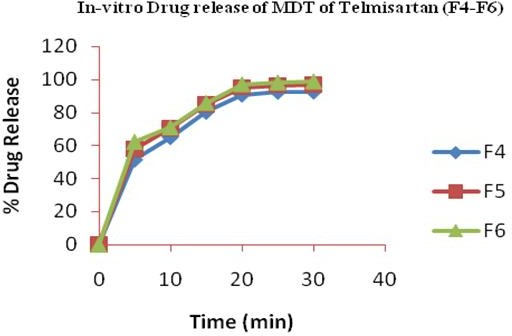 In-vitro Drug release of MDT of Telmisartan (F4-F6)
120
100
80
60
40
20
0
% Drug Release
0 10 20 30 40
Time (min)
F4
F5
F6